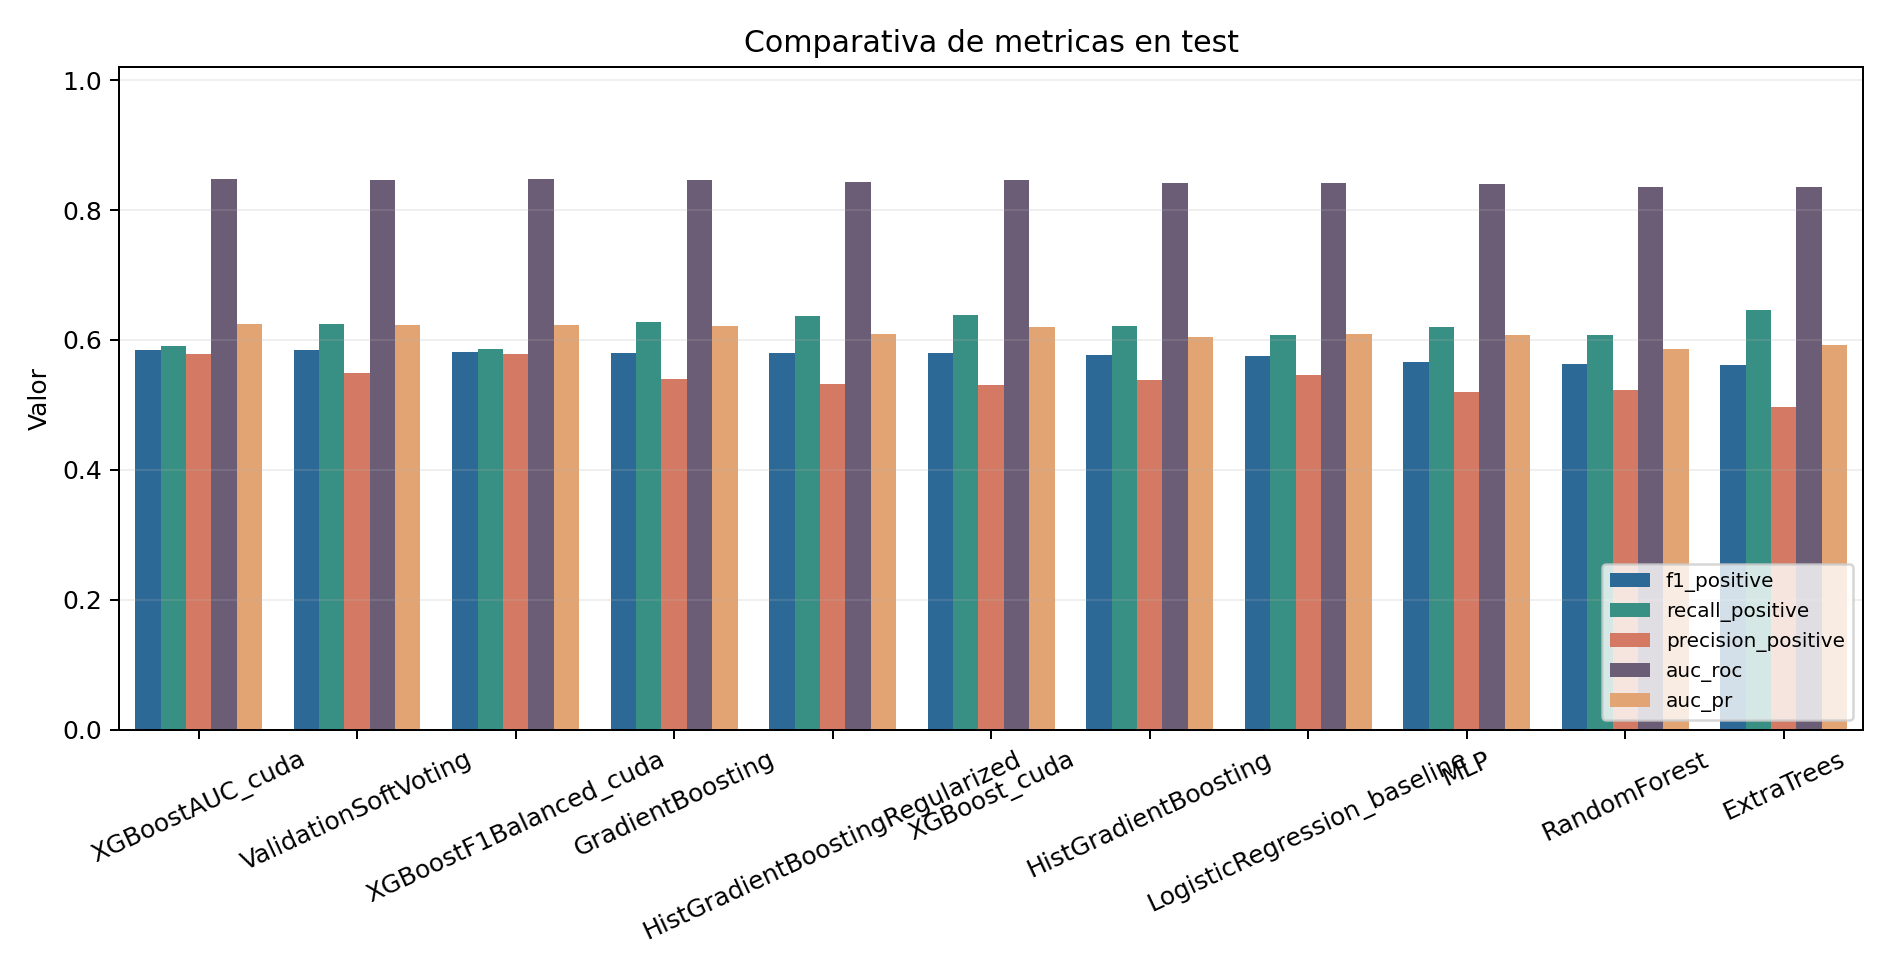 Comparativa de metricas en test
Valor
1.0
0.8
0.6
0.4
0.2
0.0
f1_positive
recall_positive
precision_positive
auc_roc
auc_pr
XGBoostAUC_cuda
ValidationSoftVoting
XGBoostF1Balanced_cuda
GradientBoosting
HistGradientBoostingRegularized
XGBoost_cuda
HistGradientBoosting
LogisticRegression_baseline
MLP
RandomForest
ExtraTrees